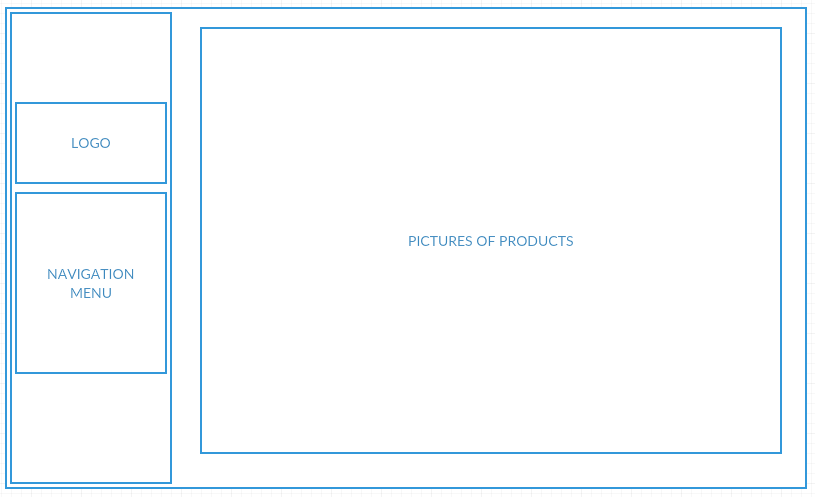 LOGO
NAVIGATION
MENU
PICTURES OF PRODUCTS